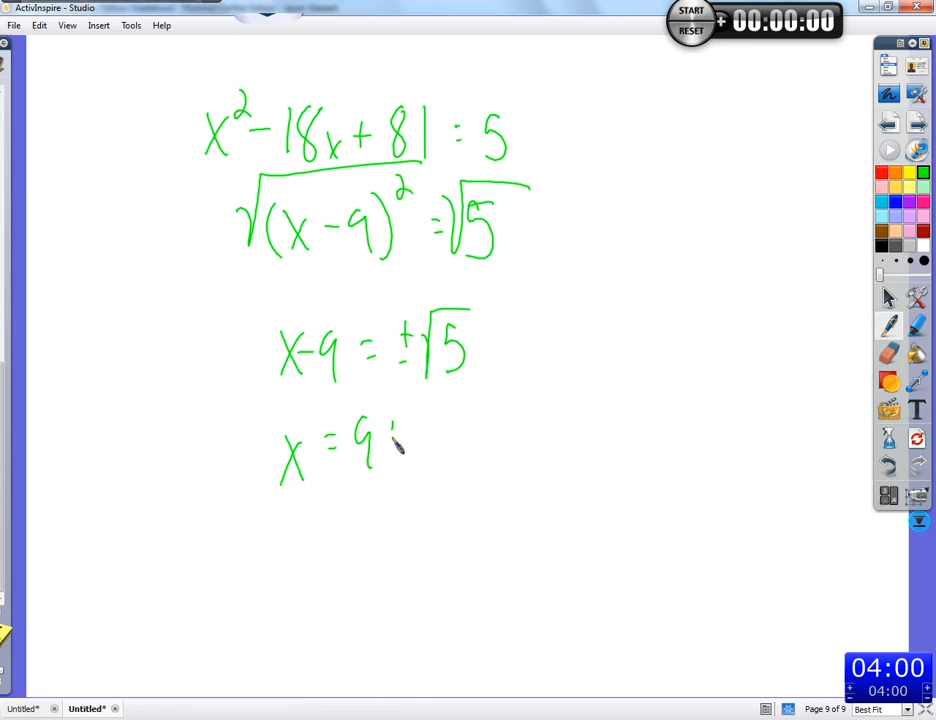 ActivInspire - Studio
File Edit View Insert Tools Help
START
RESET
00:00:00
x² - 18x + 81 = 5
√(x - 9)² = √5
x - 9 = ±√5
x = 9
04:00
04:00
Untitled* Untitled*
Page 9 of 9 Best Fit